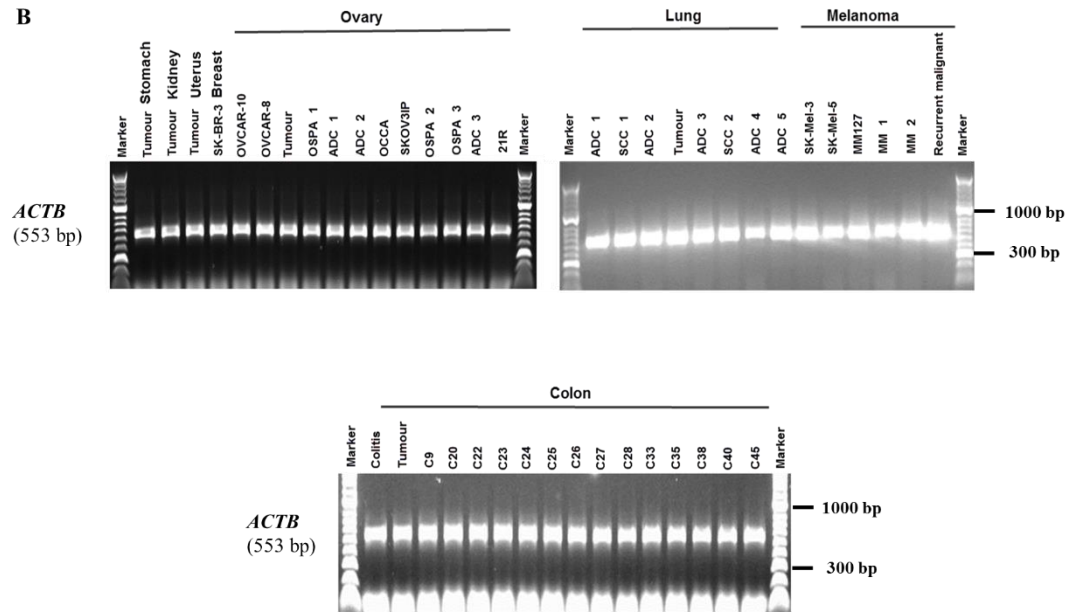 B
Ovary
Lung
Melanoma
Marker
Tumour Stomach
Tumour Kidney
Tumour Uterus
SK-BR-3 Breast
OVCAR-10
OVCAR-8
Tumour
OSPA 1
ADC 1
ADC 2
OCCA
SKOV3IP
OSPA 2
OSPA 3
ADC 3
21R
Marker
Marker
ADC 1
SCC 1
ADC 2
Tumour
ADC 3
SCC 2
ADC 4
ADC 5
SK-Mel-3
SK-Mel-5
MM127
MM 1
MM 2
Recurrent malignant
Marker
ACTB
(553 bp)
1000 bp
300 bp
Colon
Marker
Colitis
Tumour
C9
C20
C22
C23
C24
C25
C26
C27
C28
C33
C35
C38
C40
C45
Marker
ACTB
(553 bp)
1000 bp
300 bp